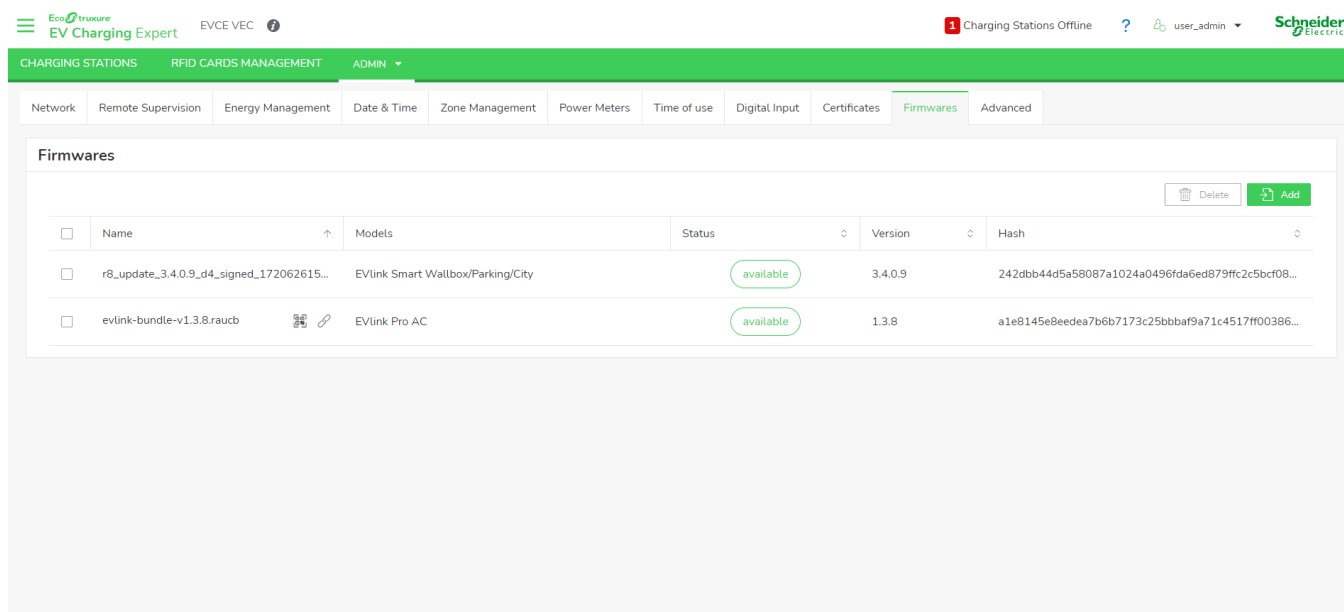 EcoStruxure
EV Charging Expert
EVCE VEC
1 Charging Stations Offline
?
user_admin
Schneider
Electric
CHARGING STATIONS RFID CARDS MANAGEMENT ADMIN
Network Remote Supervision Energy Management Date & Time Zone Management Power Meters Time of use Digital Input Certificates Firmwares Advanced
Firmwares
Delete Add
Name Models Status Version Hash
r8_update_3.4.0.9_d4_signed_172062615... EVlink Smart Wallbox/Parking/City available 3.4.0.9 242dbb44d5a58087a1024a0496fda6ed879ffc2c5bcf08...
evlink-bundle-v1.3.8.raucb EVlink Pro AC available 1.3.8 a1e8145e8eedea7b6b7173c25bbbaf9a71c4517ff00386...